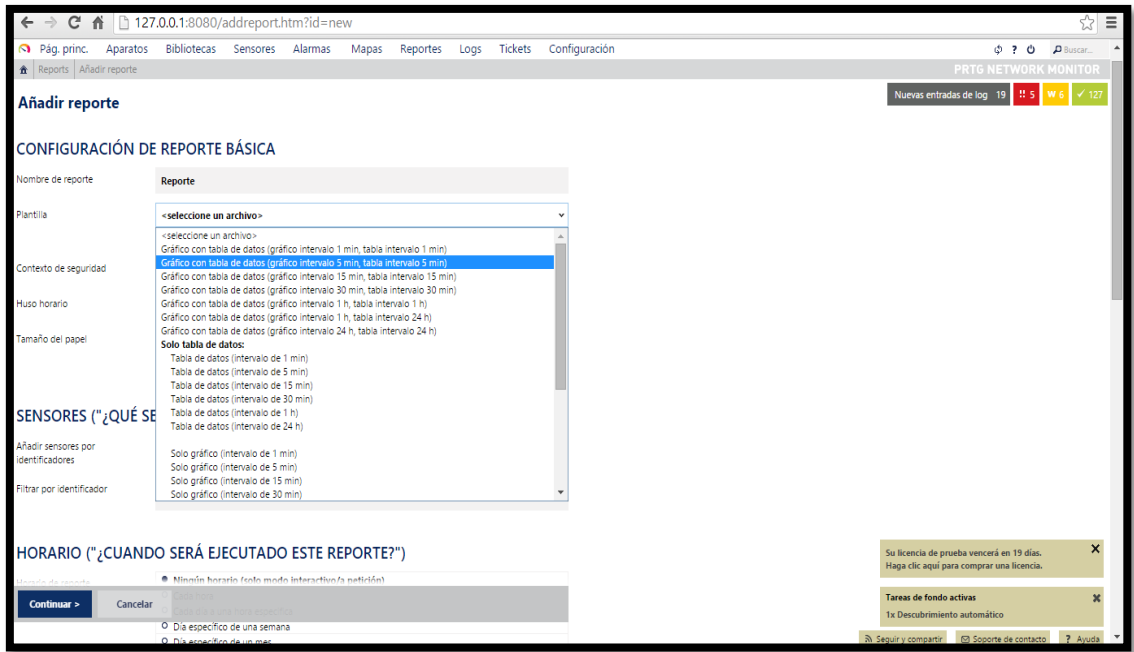 127.0.0.1:8080/addreport.htm?id=new
Pág. princ. Aparatos Bibliotecas Sensores Alarmas Mapas Reportes Logs Tickets Configuración ? Buscar...
Reports Añadir reporte PRTG NETWORK MONITOR
Añadir reporte
Nuevas entradas de log 19 !! 5 W 6 ✓ 127
CONFIGURACIÓN DE REPORTE BÁSICA
Nombre de reporte Reporte
Plantilla <seleccione un archivo>
<seleccione un archivo>
Gráfico con tabla de datos (gráfico intervalo 1 min, tabla intervalo 1 min)
Gráfico con tabla de datos (gráfico intervalo 5 min, tabla intervalo 5 min)
Contexto de seguridad
Gráfico con tabla de datos (gráfico intervalo 15 min, tabla intervalo 15 min)
Gráfico con tabla de datos (gráfico intervalo 30 min, tabla intervalo 30 min)
Huso horario
Gráfico con tabla de datos (gráfico intervalo 1 h, tabla intervalo 1 h)
Gráfico con tabla de datos (gráfico intervalo 1 h, tabla intervalo 24 h)
Gráfico con tabla de datos (gráfico intervalo 24 h, tabla intervalo 24 h)
Tamaño del papel
Solo tabla de datos:
Tabla de datos (intervalo de 1 min)
Tabla de datos (intervalo de 5 min)
Tabla de datos (intervalo de 15 min)
Tabla de datos (intervalo de 30 min)
Tabla de datos (intervalo de 1 h)
Tabla de datos (intervalo de 24 h)
SENSORES ("¿QUÉ SE
Añadir sensores por
identificadores
Solo gráfico (intervalo de 1 min)
Solo gráfico (intervalo de 5 min)
Solo gráfico (intervalo de 15 min)
Solo gráfico (intervalo de 30 min)
Filtrar por identificador
HORARIO ("¿CUANDO SERÁ EJECUTADO ESTE REPORTE?")
Horario de reporte Ningún horario (solo modo interactivo/a petición)
Cada hora
Cada día a una hora específica
Día específico de una semana
Día específico de un mes
Continuar > Cancelar
Su licencia de prueba vencerá en 19 días. X
Haga clic aquí para comprar una licencia.
Tareas de fondo activas X
1x Descubrimiento automático
Seguir y compartir Soporte de contacto ? Ayuda